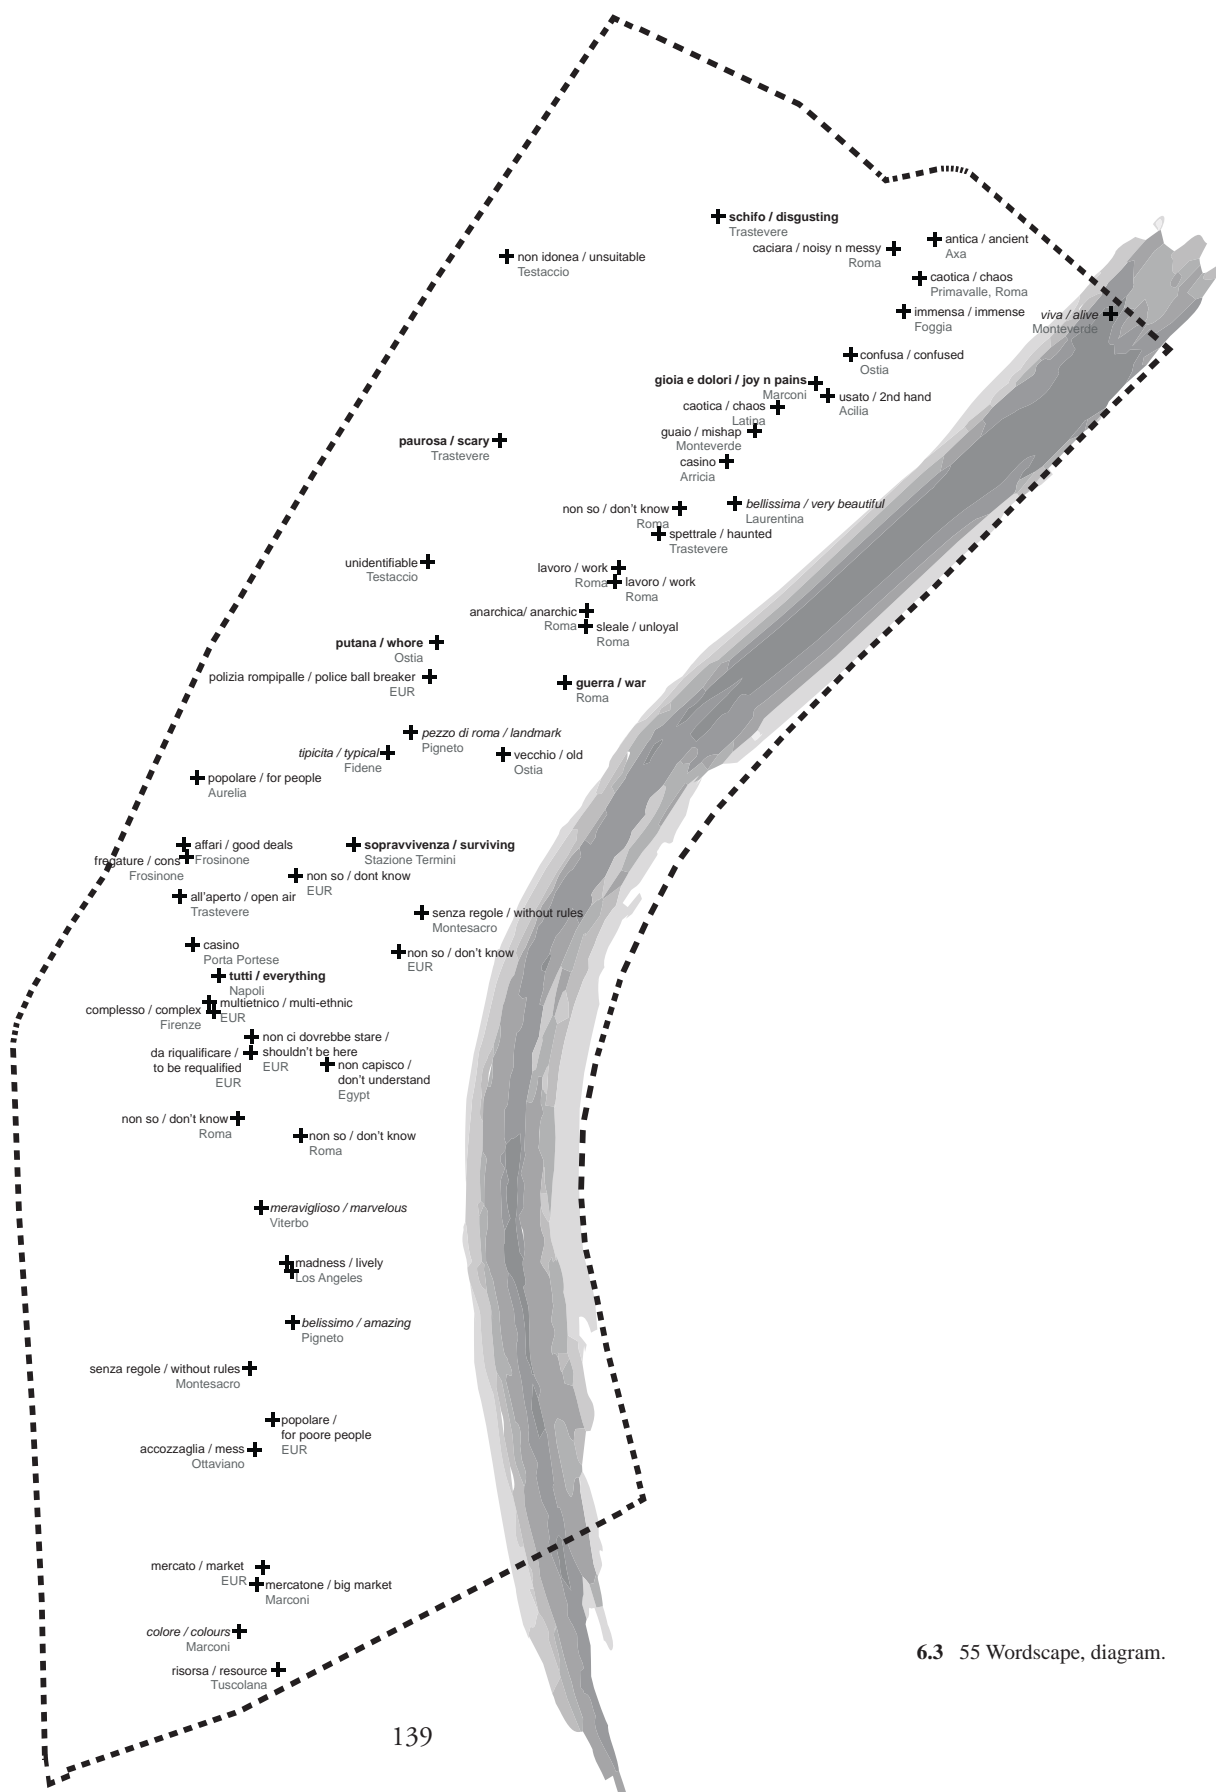 schifo / disgusting
Trastevere
antica / ancient
Axa
caciara / noisy n messy
Roma
non idonea / unsuitable
Testaccio
caotica / chaos
Primavalle, Roma
immensa / immense
Foggia
viva / alive
Monteverde
confusa / confused
Ostia
gioia e dolori / joy n pains
Marconi
usato / 2nd hand
Acilia
caotica / chaos
Latina
guaio / mishap
Monteverde
paurosa / scary
Trastevere
casino
Arricia
bellissima / very beautiful
Laurentina
non so / don't know
Roma
spettrale / haunted
Trastevere
unidentifiable
Testaccio
lavoro / work
Roma
lavoro / work
Roma
anarchica/ anarchic
Roma
sleale / unloyal
Roma
putana / whore
Ostia
polizia rompipalle / police ball breaker
EUR
guerra / war
Roma
pezzo di roma / landmark
Pigneto
tipicita / typical
Fidene
vecchio / old
Ostia
popolare / for people
Aurelia
affari / good deals
Frosinone
fregature / cons
Frosinone
sopravvivenza / surviving
Stazione Termini
non so / dont know
EUR
all'aperto / open air
Trastevere
senza regole / without rules
Montesacro
casino
Porta Portese
non so / don't know
EUR
tutti / everything
Napoli
multietnico / multi-ethnic
EUR
complesso / complex
Firenze
non ci dovrebbe stare /
shouldn't be here
EUR
da riqualificare /
to be requalified
EUR
non capisco /
don't understand
Egypt
non so / don't know
Roma
non so / don't know
Roma
meraviglioso / marvelous
Viterbo
madness / lively
Los Angeles
belissimo / amazing
Pigneto
senza regole / without rules
Montesacro
popolare /
for poore people
EUR
accozzaglia / mess
Ottaviano
mercato / market
EUR
mercatone / big market
Marconi
colore / colours
Marconi
risorsa / resource
Tuscolana
6.3 55 Wordscape, diagram.
139